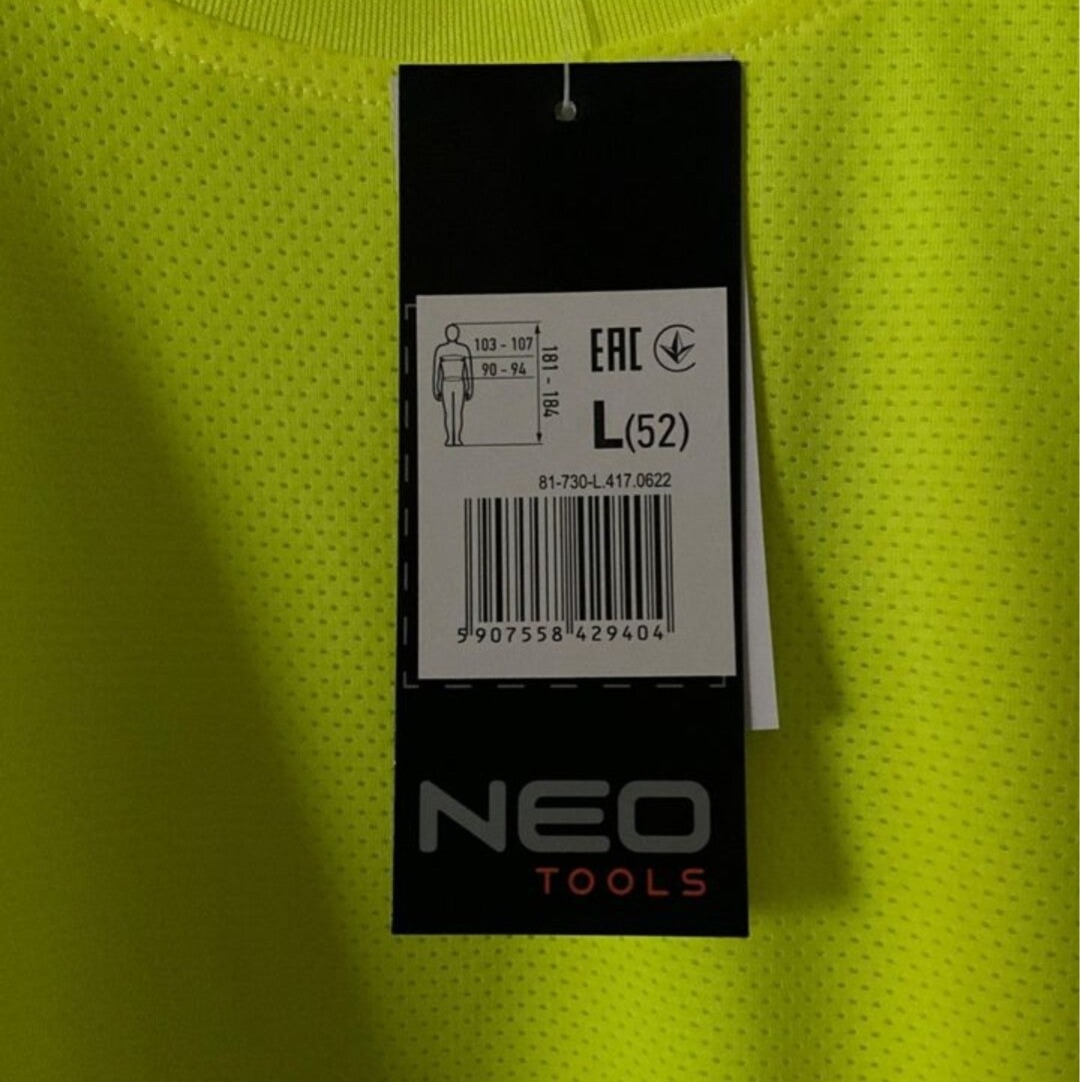 103 - 107
90 - 94
181 - 184
EAC
L(52)
81-730-L.417.0622
5 907558 429404
NEO
TOOLS